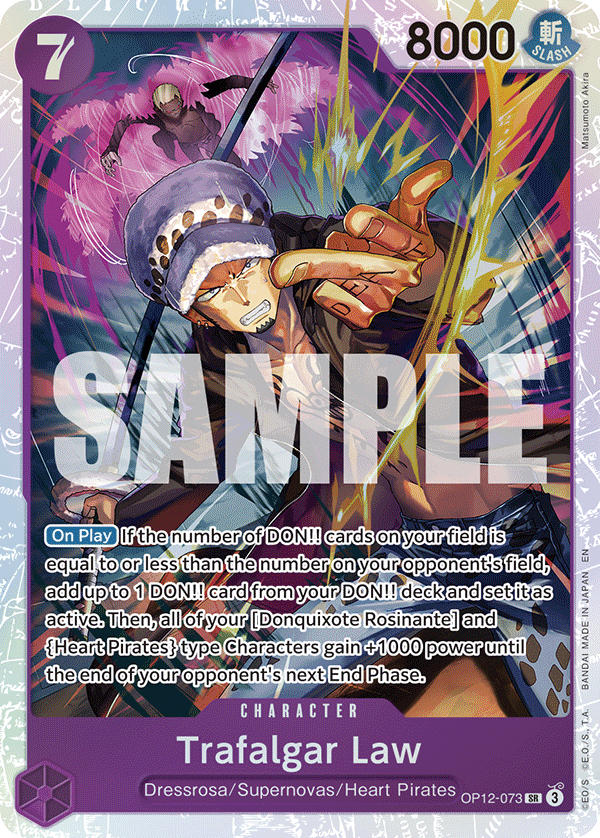 7
8000
斬
SLASH
Matsumoto Akira
SAMPLE
On Play If the number of DON!! cards on your field is
equal to or less than the number on your opponent's field,
add up to 1 DON!! card from your DON!! deck and set it as
active. Then, all of your [Donquixote Rosinante] and
{Heart Pirates} type Characters gain +1000 power until
the end of your opponent's next End Phase.
CHARACTER
Trafalgar Law
Dressrosa/Supernovas/Heart Pirates
OP12-073 SR 3
©EO/S ©E.O./S, T.A. BANDAI MADE IN JAPAN EN